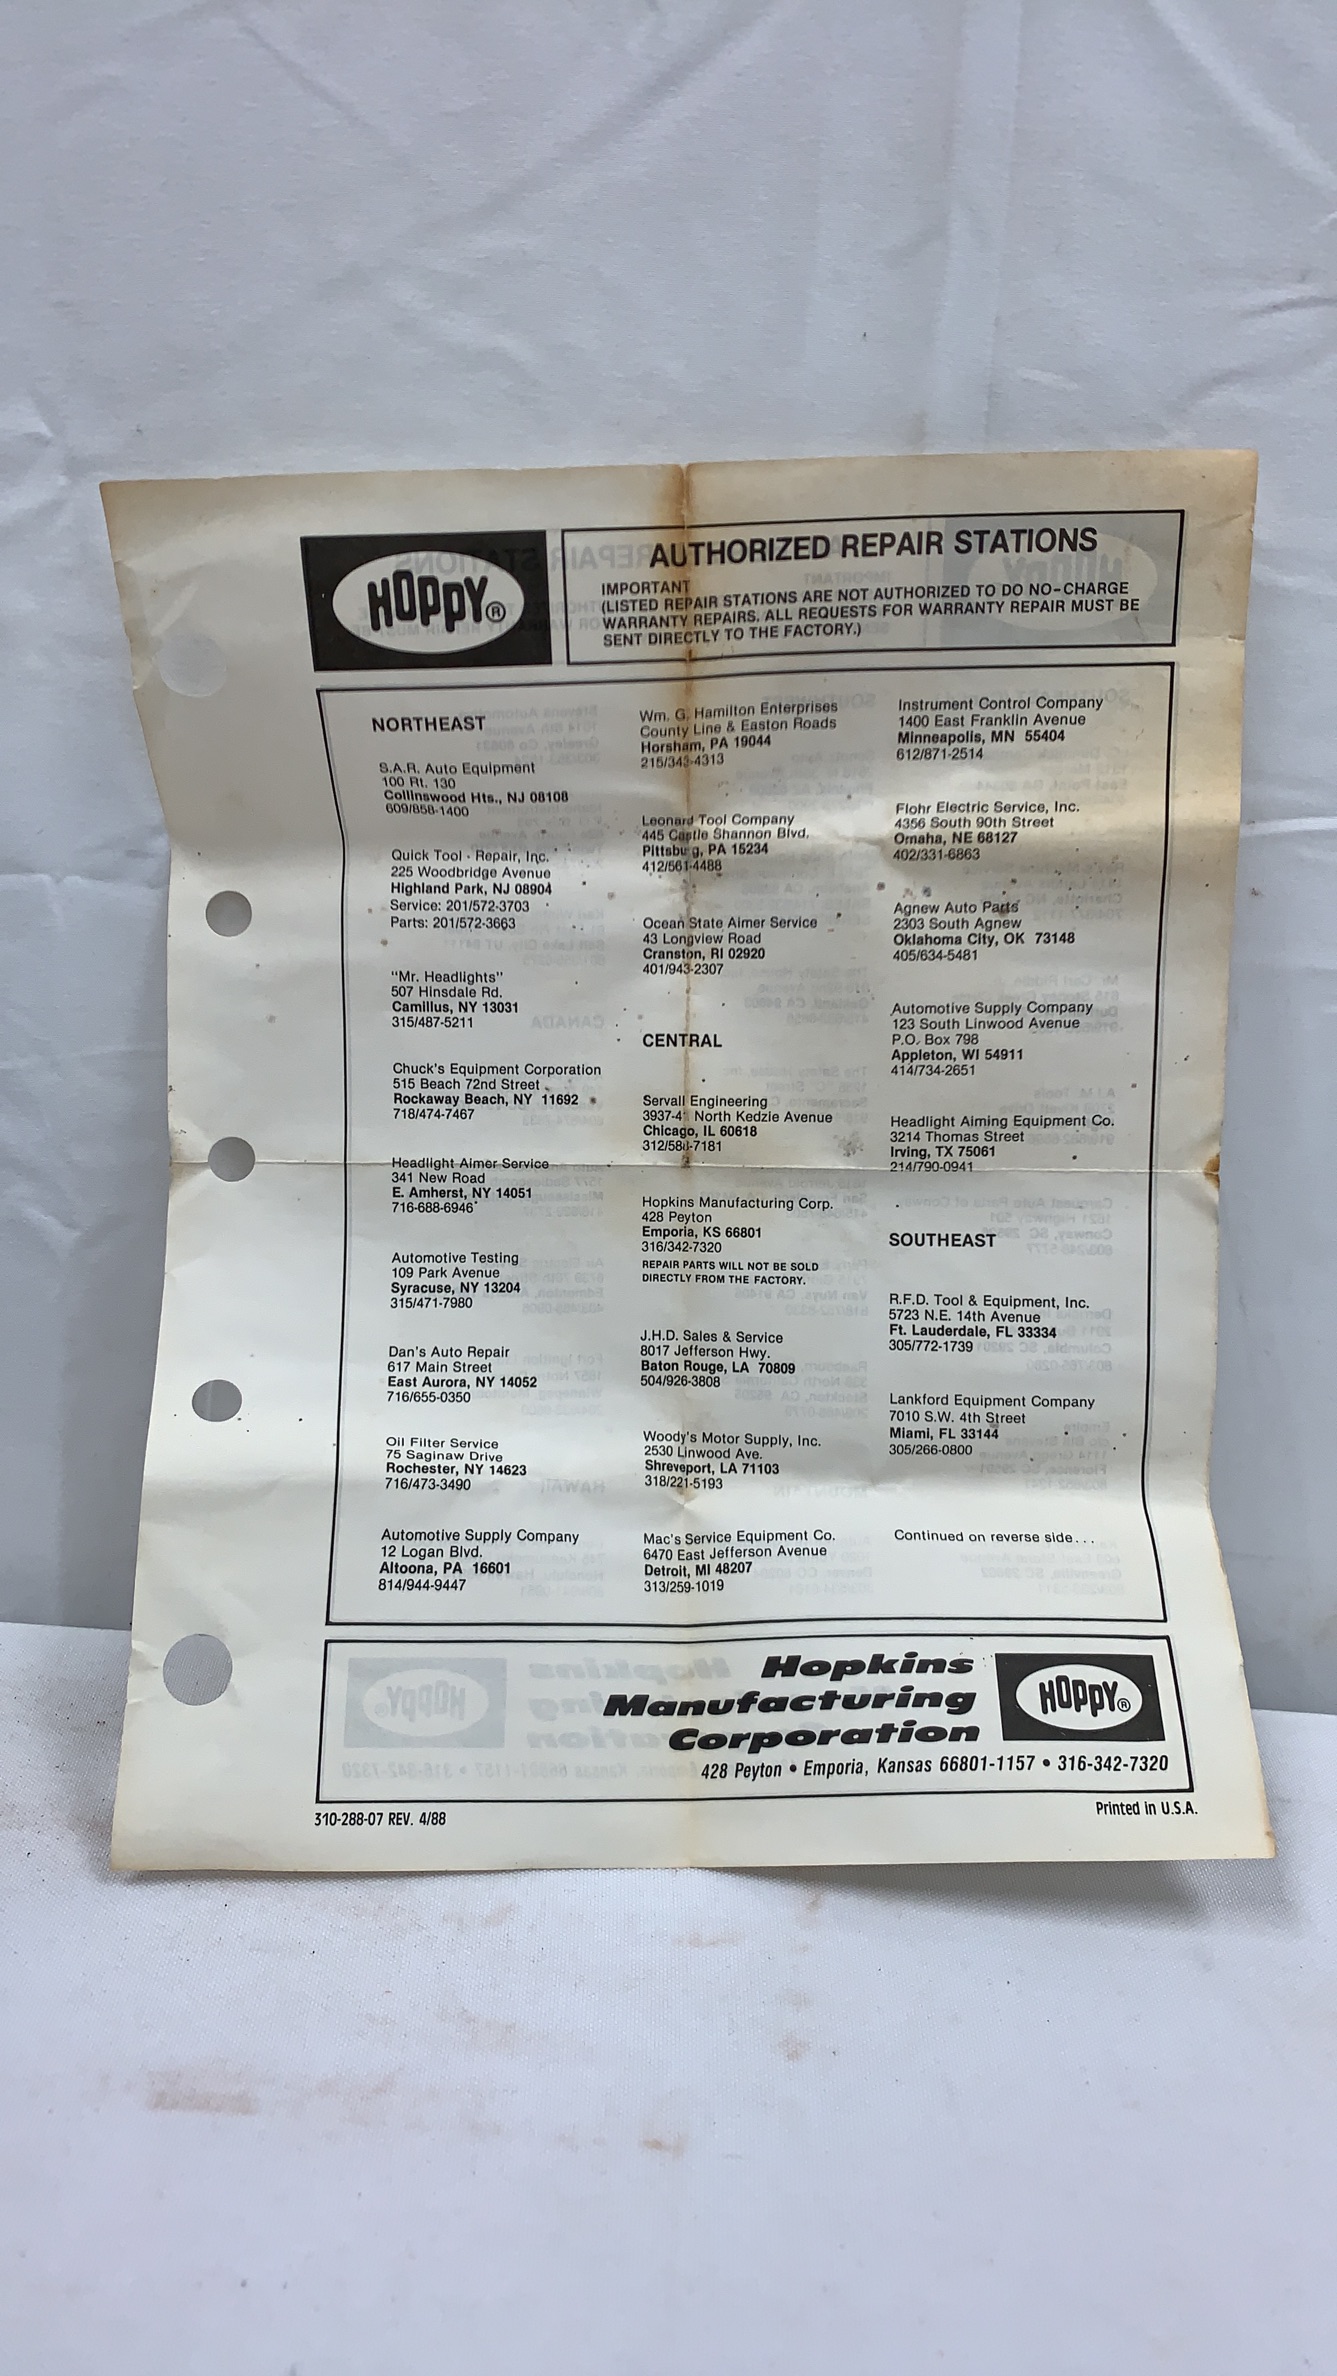 HOPPY®
AUTHORIZED REPAIR STATIONS
IMPORTANT
(LISTED REPAIR STATIONS ARE NOT AUTHORIZED TO DO NO-CHARGE
WARRANTY REPAIRS. ALL REQUESTS FOR WARRANTY REPAIR MUST BE
SENT DIRECTLY TO THE FACTORY.)
NORTHEAST
S.A.R. Auto Equipment
100 Rt. 130
Collinswood Hts., NJ 08108
609/858-1400
Quick Tool - Repair, Inc.
225 Woodbridge Avenue
Highland Park, NJ 08904
Service: 201/572-3703
Parts: 201/572-3663
"Mr. Headlights"
507 Hinsdale Rd.
Camillus, NY 13031
315/487-5211
Chuck's Equipment Corporation
515 Beach 72nd Street
Rockaway Beach, NY 11692
718/474-7467
Headlight Aimer Service
341 New Road
E. Amherst, NY 14051
716-688-6946
Automotive Testing
109 Park Avenue
Syracuse, NY 13204
315/471-7980
Dan's Auto Repair
617 Main Street
East Aurora, NY 14052
716/655-0350
Oil Filter Service
75 Saginaw Drive
Rochester, NY 14623
716/473-3490
Automotive Supply Company
12 Logan Blvd.
Altoona, PA 16601
814/944-9447
Wm. G. Hamilton Enterprises
County Line & Easton Roads
Horsham, PA 19044
215/343-4313
Leonard Tool Company
445 Castle Shannon Blvd.
Pittsburg, PA 15234
412/561-4488
Ocean State Aimer Service
43 Longview Road
Cranston, RI 02920
401/943-2307
CENTRAL
Servall Engineering
North Kedzie Avenue
Chicago, IL 60618
Hopkins Manufacturing Corp.
428 Peyton
Emporia, KS 66801
316/342-7320
REPAIR PARTS WILL NOT BE SOLD
DIRECTLY FROM THE FACTORY.
J.H.D. Sales & Service
8017 Jefferson Hwy.
Baton Rouge, LA 70809
504/926-3808
Woody's Motor Supply, Inc.
2530 Linwood Ave.
Shreveport, LA 71103
318/221-5193
Mac's Service Equipment Co.
6470 East Jefferson Avenue
Detroit, MI 48207
313/259-1019
Instrument Control Company
1400 East Franklin Avenue
Minneapolis, MN 55404
612/871-2514
Flohr Electric Service, Inc.
4356 South 90th Street
Omaha, NE 68127
402/331-6863
Agnew Auto Parts
2303 South Agnew
Oklahoma City, OK 73148
405/634-5481
Automotive Supply Company
123 South Linwood Avenue
P.O. Box 798
Appleton, WI 54911
414/734-2651
Headlight Aiming Equipment Co.
3214 Thomas Street
Irving, TX 75061
214/790-0941
SOUTHEAST
R.F.D. Tool & Equipment, Inc.
5723 N.E. 14th Avenue
Ft. Lauderdale, FL 33334
305/772-1739
Lankford Equipment Company
7010 S.W. 4th Street
Miami, FL 33144
305/266-0800
Continued on reverse side...
Hopkins
Manufacturing
Corporation
HOPPY®
428 Peyton • Emporia, Kansas 66801-1157 • 316-342-7320
310-288-07 REV. 4/88
Printed in U.S.A.